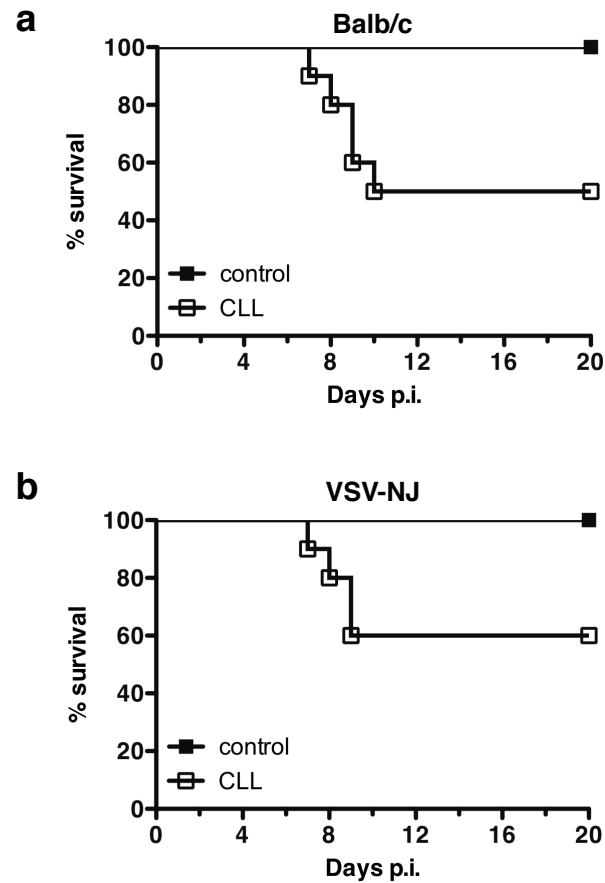 a
Balb/c
% survival
100
80
60
40
20
0
control
CLL
0 4 8 12 16 20
Days p.i.
b
VSV-NJ
% survival
100
80
60
40
20
0
control
CLL
0 4 8 12 16 20
Days p.i.